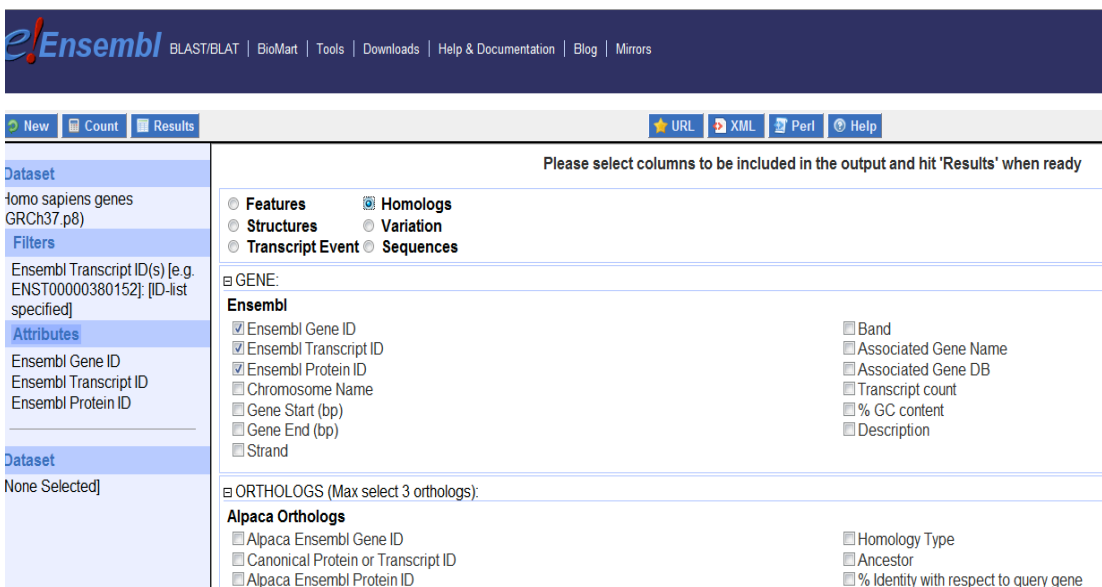 e!Ensembl BLAST/BLAT | BioMart | Tools | Downloads | Help & Documentation | Blog | Mirrors
New Count Results URL XML Perl Help
Please select columns to be included in the output and hit 'Results' when ready
Dataset
Homo sapiens genes
GRCh37.p8)
Filters
Ensembl Transcript ID(s) [e.g.
ENST00000380152]: [ID-list
specified]
Attributes
Ensembl Gene ID
Ensembl Transcript ID
Ensembl Protein ID
Dataset
None Selected]
Features Homologs
Structures Variation
Transcript Event Sequences
GENE:
Ensembl
Ensembl Gene ID
Ensembl Transcript ID
Ensembl Protein ID
Chromosome Name
Gene Start (bp)
Gene End (bp)
Strand
Band
Associated Gene Name
Associated Gene DB
Transcript count
% GC content
Description
ORTHOLOGS (Max select 3 orthologs):
Alpaca Orthologs
Alpaca Ensembl Gene ID
Canonical Protein or Transcript ID
Alpaca Ensembl Protein ID
Homology Type
Ancestor
% Identity with respect to query gene